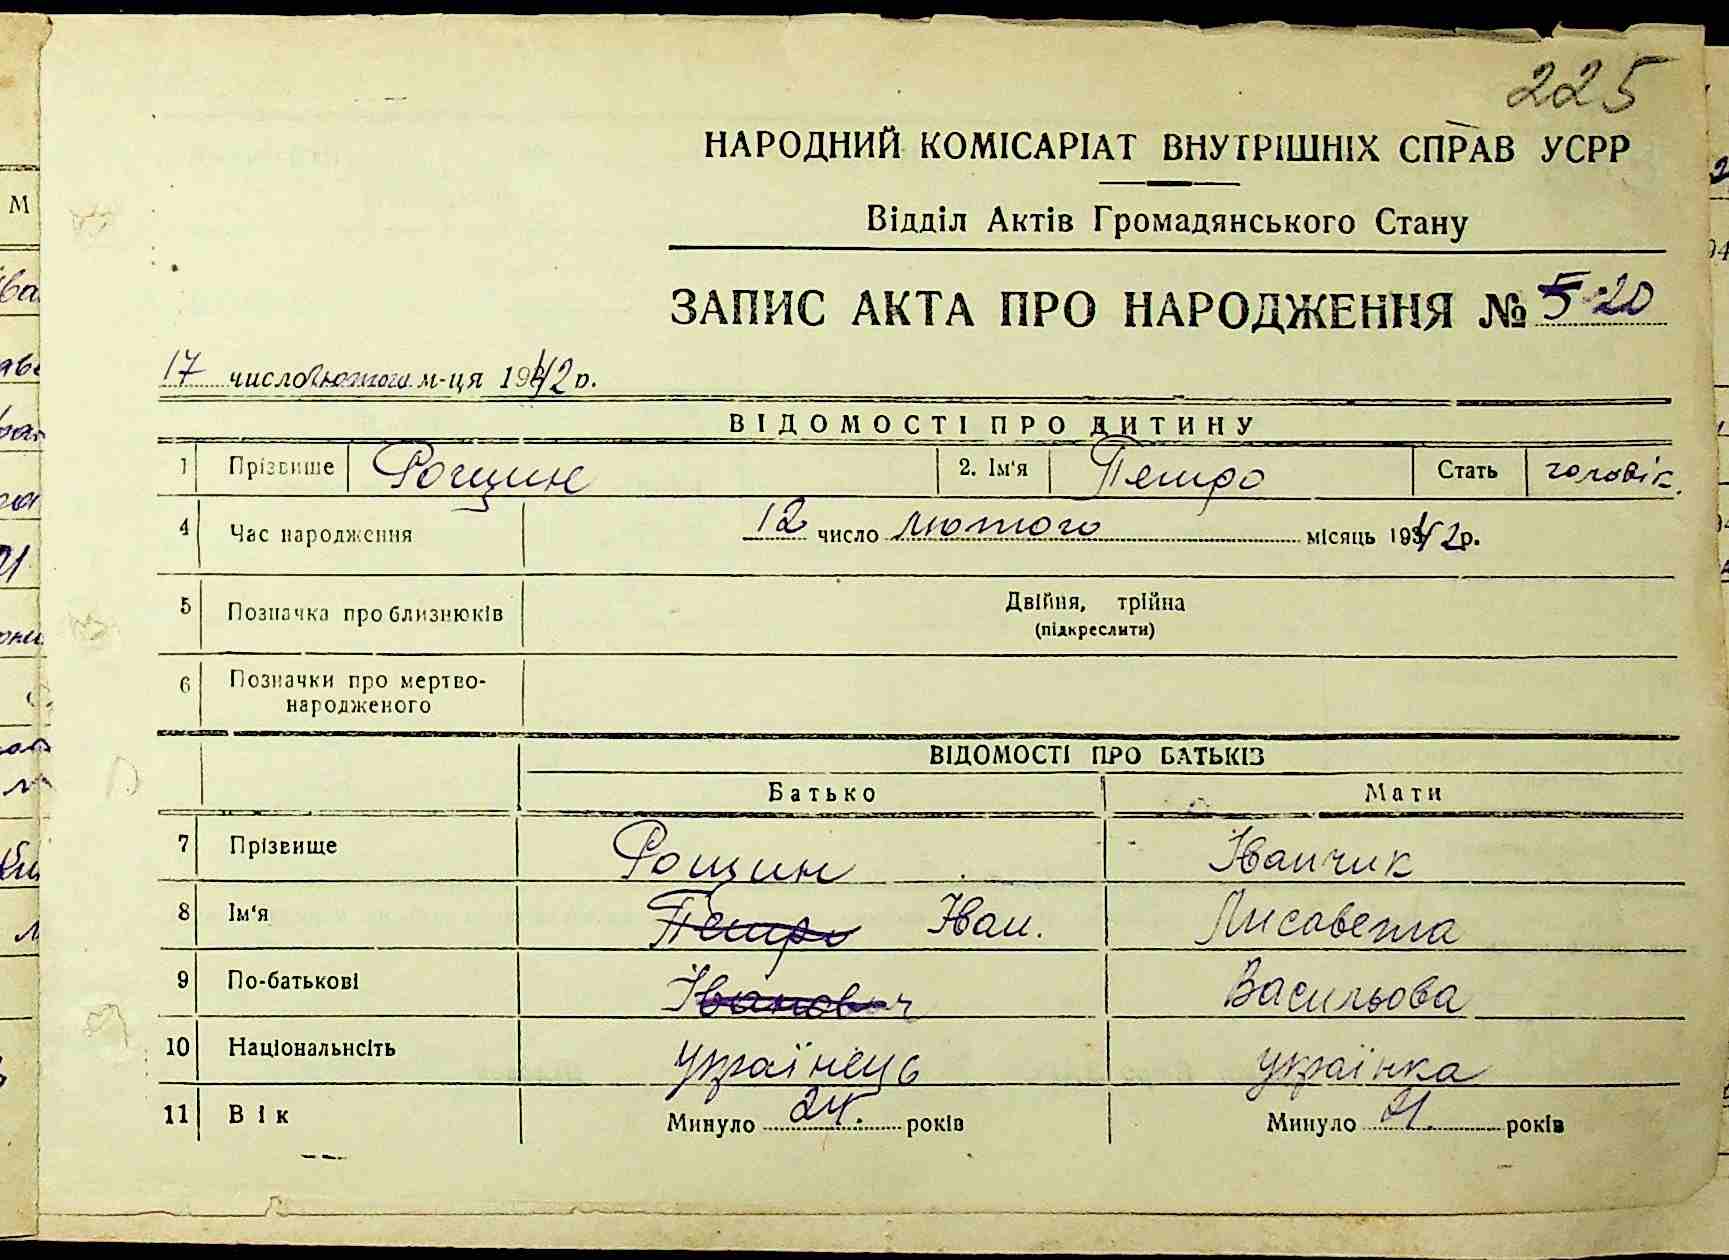 225
НАРОДНИЙ КОМІСАРІАТ ВНУТРІШНІХ СПРАВ УСРР
Відділ Актів Громадянського Стану
ЗАПИС АКТА ПРО НАРОДЖЕННЯ № 520
17 число лютого м-ця 1942 р.
ВІДОМОСТІ ПРО ДИТИНУ
1 Прізвище Рощин 2. Ім'я Петро Стать чоловік.
4 Час народження 12 число лютого місяць 1942 р.
5 Позначка про близнюків Двійня, трійна
(підкреслити)
6 Позначки про мертво-
народженого
ВІДОМОСТІ ПРО БАТЬКІВ
Батько Мати
7 Прізвище Рощин Іванчик
8 Ім'я Петро Іван. Лисавета
9 По-батькові Іванович Васильова
10 Національнсіть українець українка
11 Вік Минуло 24. років Минуло 21. років